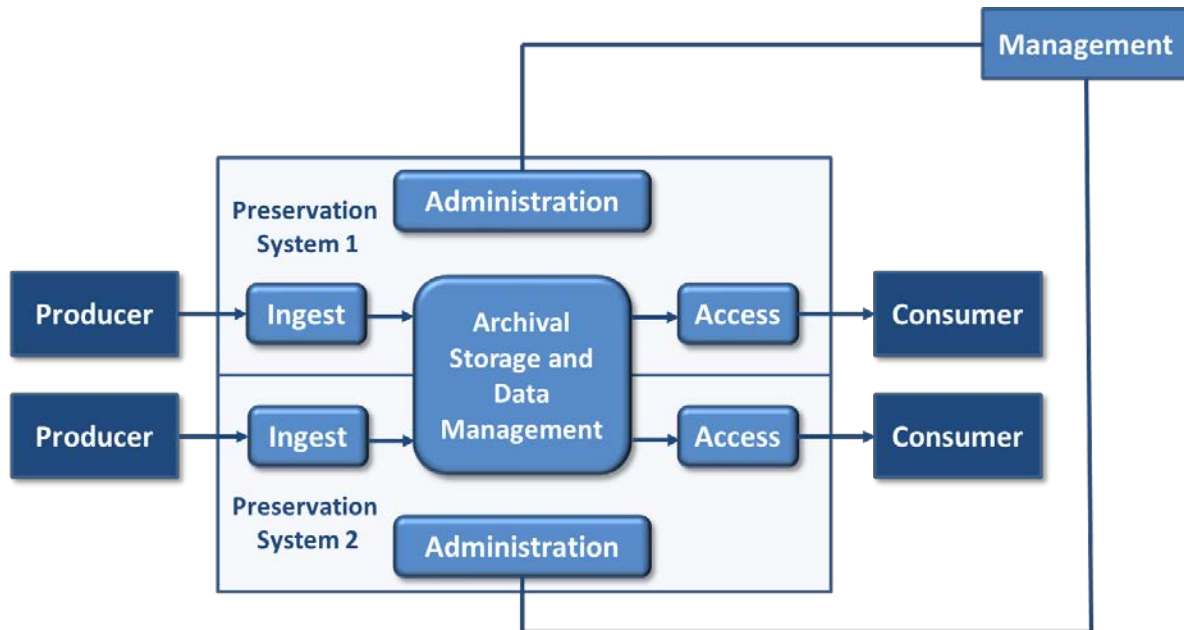 Management
Administration
Preservation
System 1
Producer
Ingest
Archival
Storage and
Data
Management
Access
Consumer
Producer
Ingest
Access
Consumer
Preservation
System 2
Administration